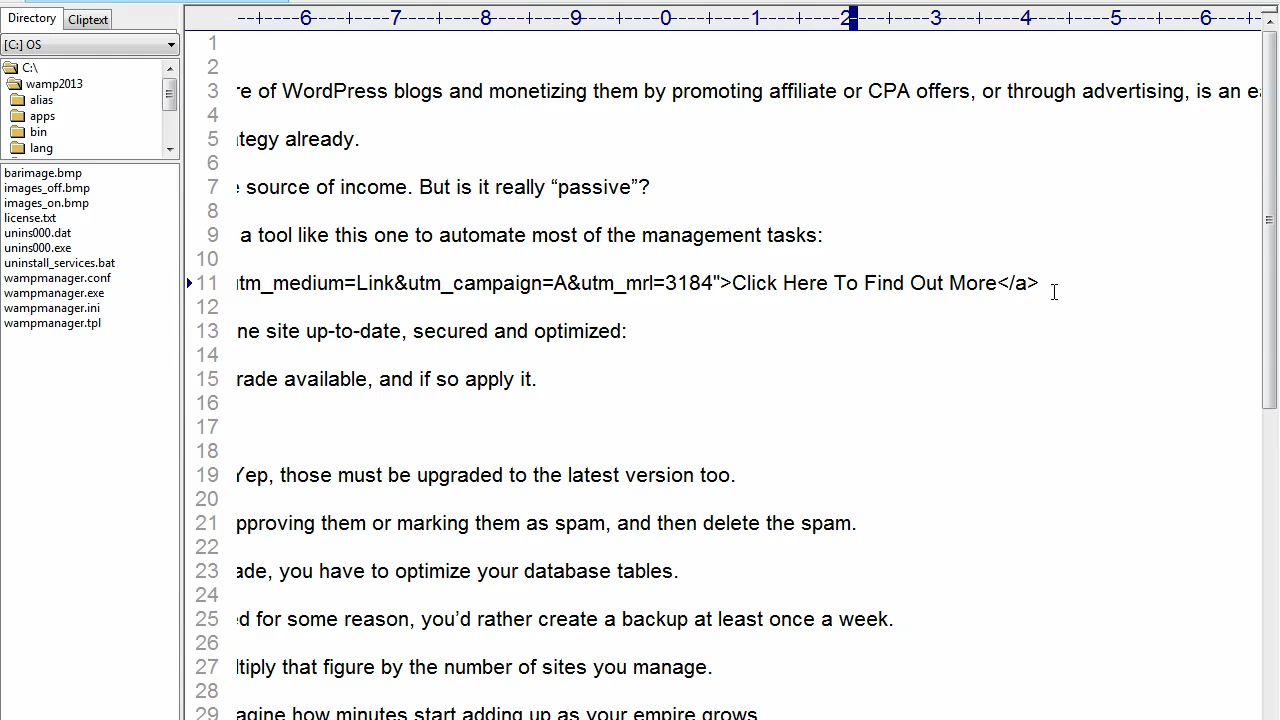 Directory Cliptext
[C:] OS
C:\
wamp2013
alias
apps
bin
lang
barimage.bmp
images_off.bmp
images_on.bmp
license.txt
unins000.dat
unins000.exe
uninstall_services.bat
wampmanager.conf
wampmanager.exe
wampmanager.ini
wampmanager.tpl
6 7 8 9 0 1 2 3 4 5 6
1
2
3 re of WordPress blogs and monetizing them by promoting affiliate or CPA offers, or through advertising, is an
4
5 tegy already.
6
7 source of income. But is it really “passive”?
8
9 a tool like this one to automate most of the management tasks:
10
11 utm_medium=Link&utm_campaign=A&utm_mrl=3184">Click Here To Find Out More</a>
12
13 ne site up-to-date, secured and optimized:
14
15 rade available, and if so apply it.
16
17
18
19 Yep, those must be upgraded to the latest version too.
20
21 pproving them or marking them as spam, and then delete the spam.
22
23 ade, you have to optimize your database tables.
24
25 ed for some reason, you’d rather create a backup at least once a week.
26
27 ltiply that figure by the number of sites you manage.
28
29 agine how minutes start adding up as your empire grows